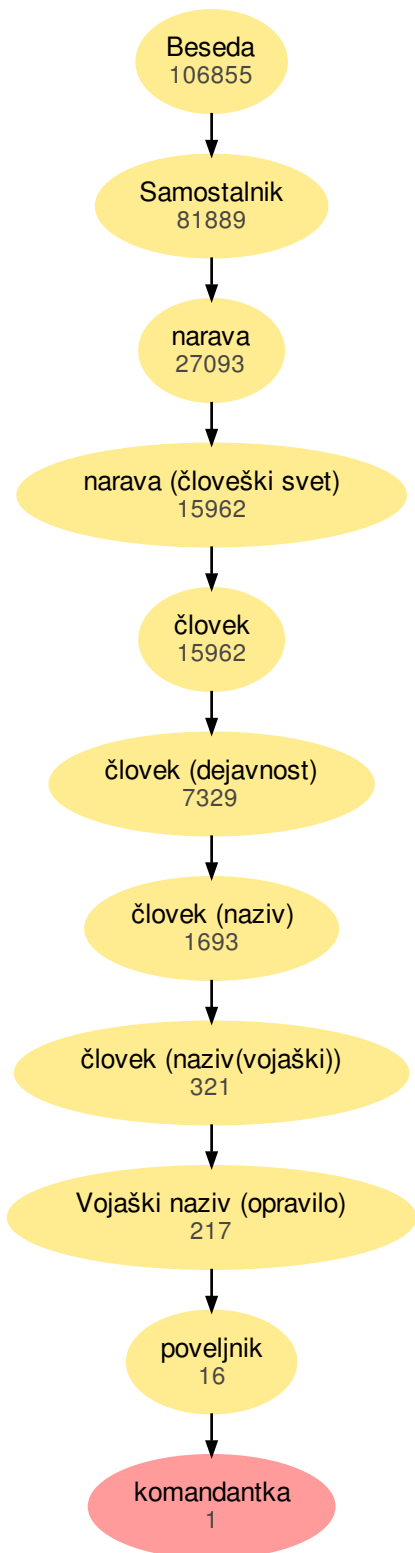 Beseda
106855
Samostalnik
81889
narava
27093
narava (človeški svet)
15962
človek
15962
človek (dejavnost)
7329
človek (naziv)
1693
človek (naziv(vojaški))
321
Vojaški naziv (opravilo)
217
poveljnik
16
komandantka
1